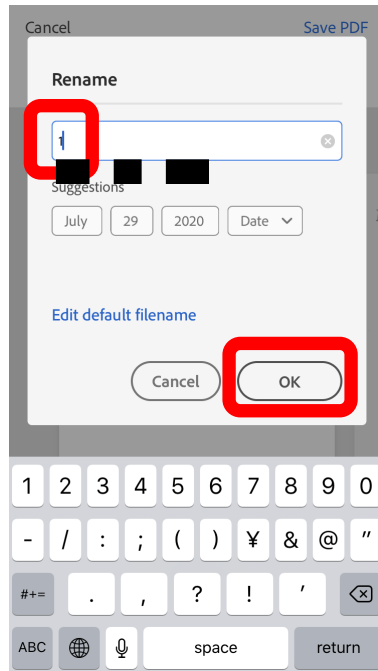 Cancel Save PDF
Rename
1
Suggestions
July 29 2020 Date
Edit default filename
Cancel OK
1 2 3 4 5 6 7 8 9 0
- / : ; ( ) ¥ & @ "
#+= . , ? ! ′
ABC space return